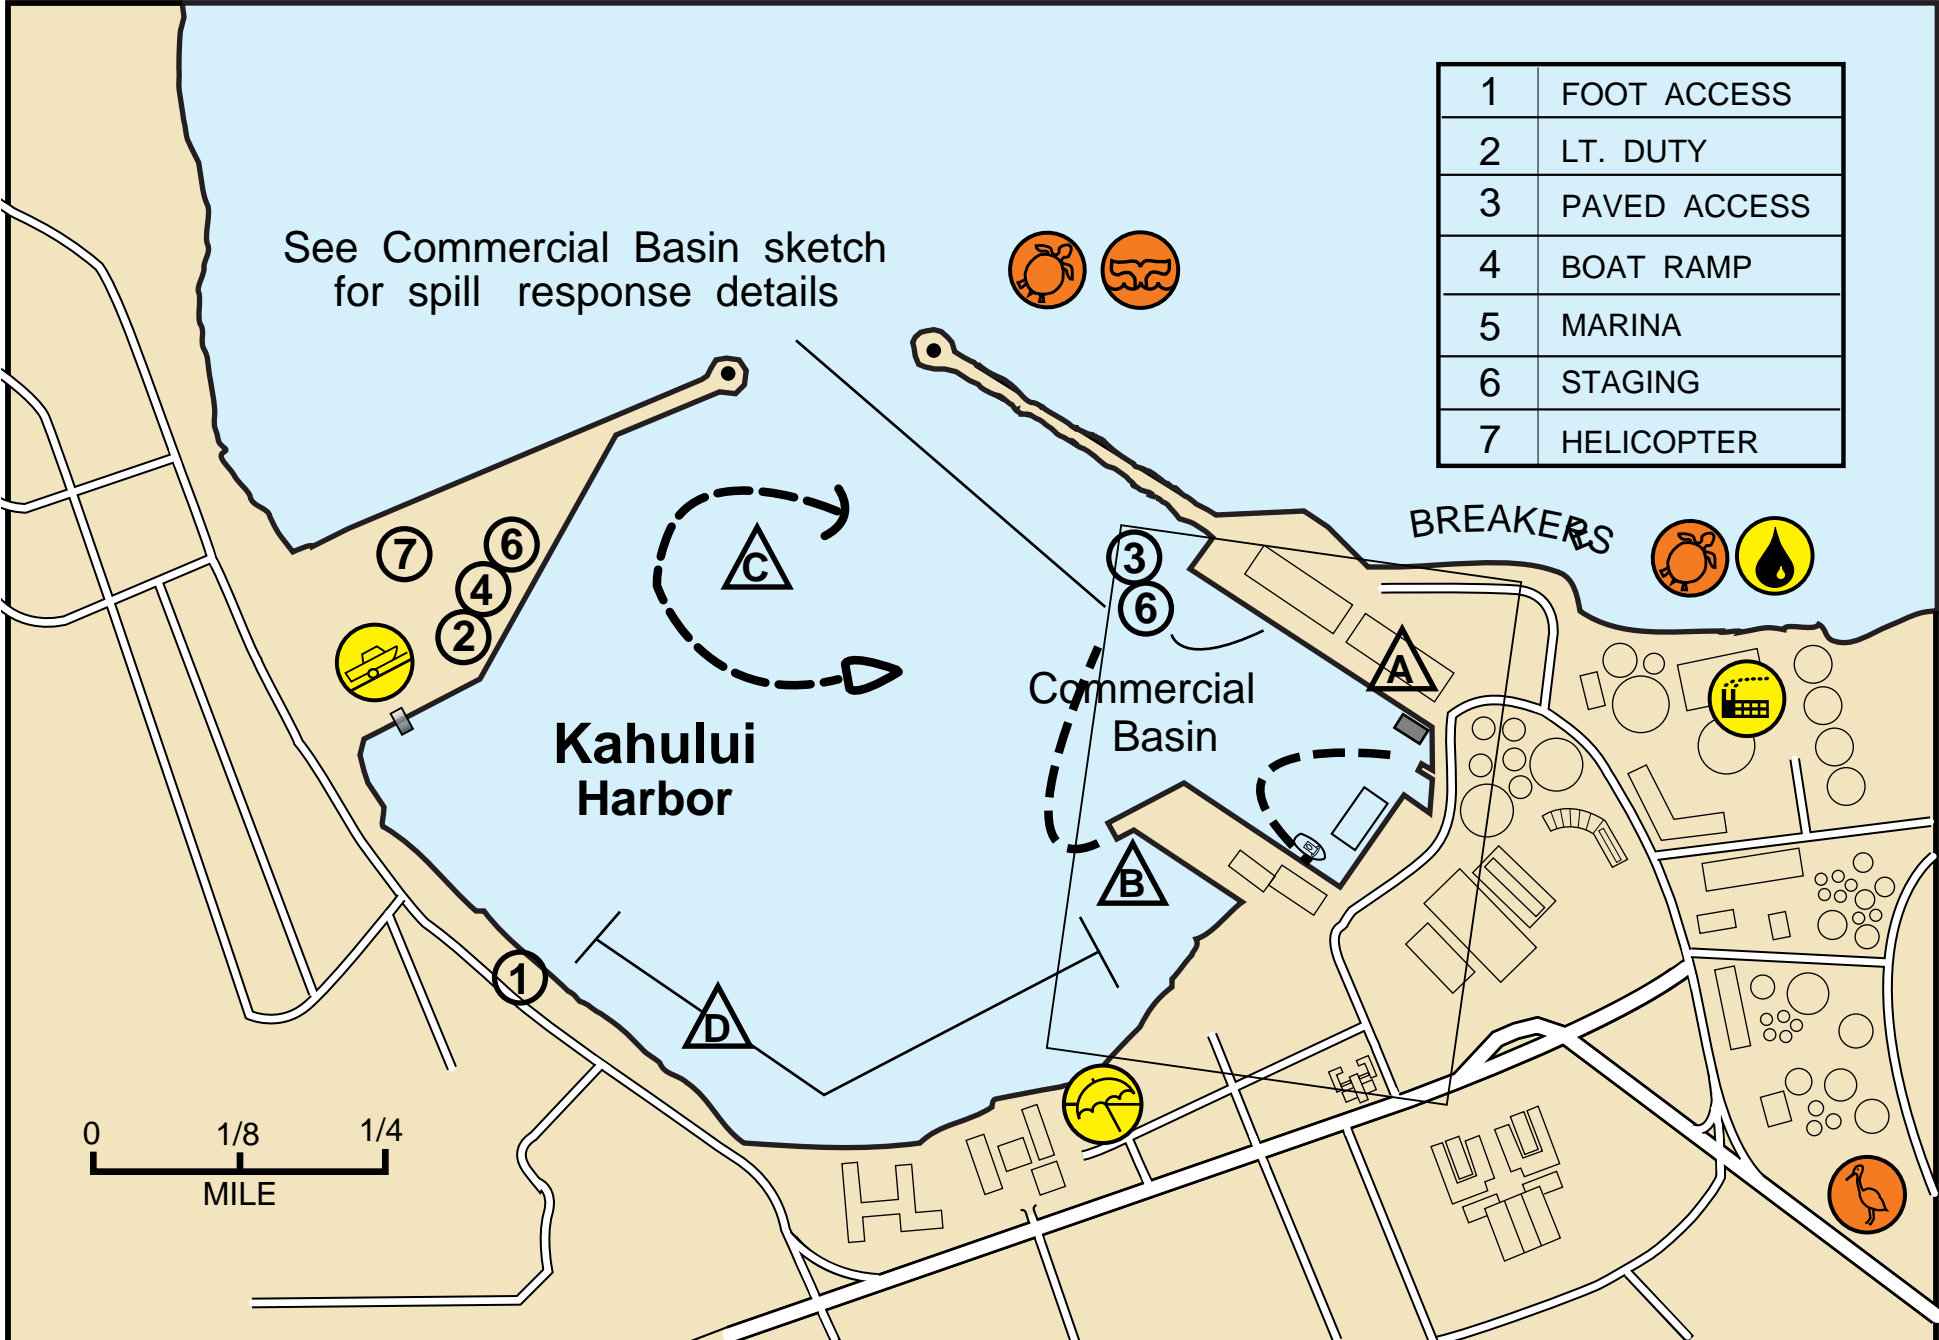 1 FOOT ACCESS
2 LT. DUTY
3 PAVED ACCESS
4 BOAT RAMP
5 MARINA
6 STAGING
7 HELICOPTER
See Commercial Basin sketch
for spill response details
BREAKERS
7
6
4
2
C
3
6
A
Commercial
Basin
Kahului
Harbor
B
1
D
0 1/8 1/4
MILE